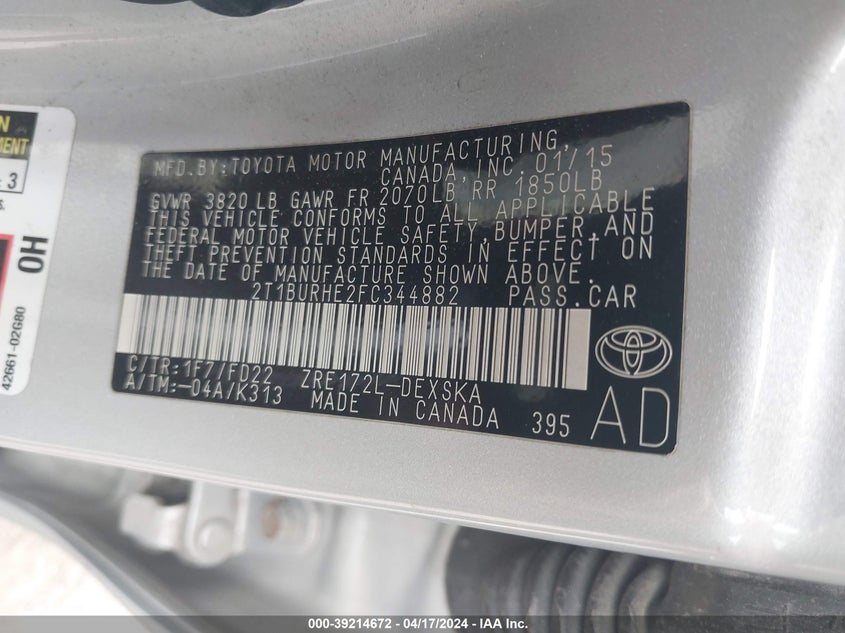 MFD.BY:TOYOTA MOTOR MANUFACTURING,
CANADA,INC. 01/15
GVWR 3820 LB GAWR FR 2070LB RR 1850LB
THIS VEHICLE CONFORMS TO ALL APPLICABLE
FEDERAL MOTOR VEHICLE SAFETY,BUMPER,AND
THEFT PREVENTION STANDARDS IN EFFECT ON
THE DATE OF MANUFACTURE SHOWN ABOVE.
2T1BURHE2FC344882 PASS.CAR
C/TR:1F7/FD22 ZRE172L-DEXSKA
A/TM:-04A/K313 MADE IN CANADA 395 AD
3
OH
42661-02G80
000-39214672 - 04/17/2024 - IAA Inc.